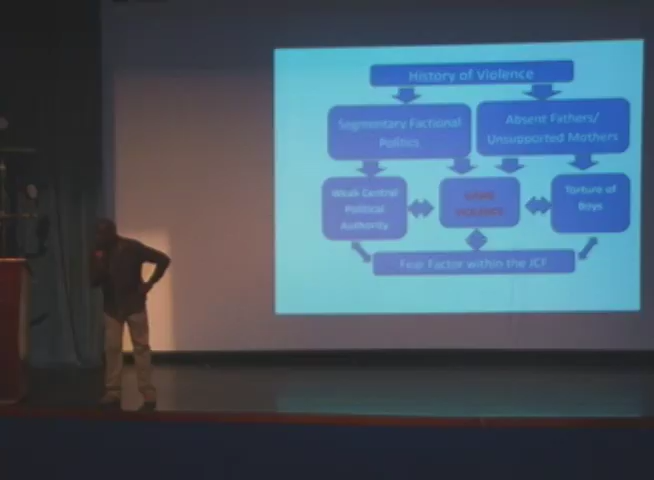 History of Violence
Segmentary Factional
Politics
Absent Fathers/
Unsupported Mothers
Weak Central
Political
Authority
VIOLENCE
Torture of
Boys
Fear Factor within the JCF